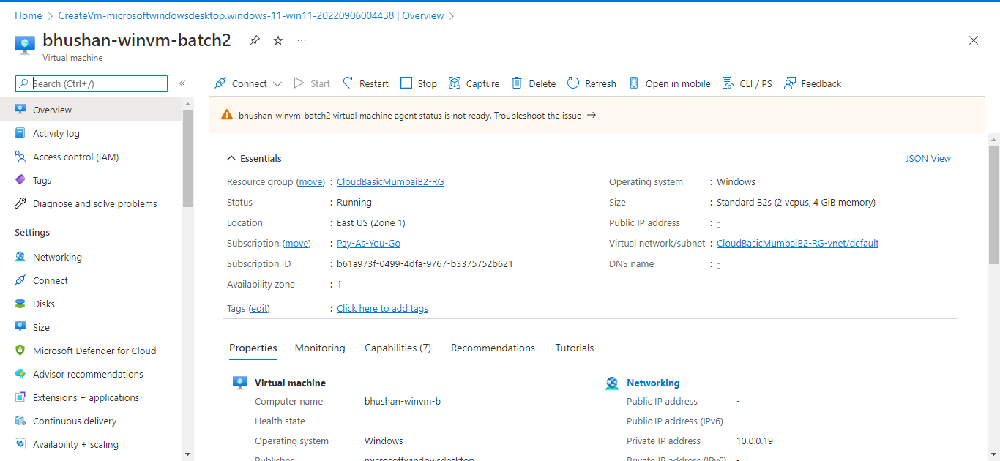 Home > CreateVm-microsoftwindowsdesktop.windows-11-win11-20220906004438 | Overview >
bhushan-winvm-batch2
Virtual machine
Search (Ctrl+/)
Overview
Activity log
Access control (IAM)
Tags
Diagnose and solve problems
Settings
Networking
Connect
Disks
Size
Microsoft Defender for Cloud
Advisor recommendations
Extensions + applications
Continuous delivery
Availability + scaling
Connect Start Restart Stop Capture Delete Refresh Open in mobile CLI / PS Feedback
bhushan-winvm-batch2 virtual machine agent status is not ready. Troubleshoot the issue →
Essentials JSON View
Resource group (move) : CloudBasicMumbaiB2-RG
Status : Running
Location : East US (Zone 1)
Subscription (move) : Pay-As-You-Go
Subscription ID : b61a973f-0499-4dfa-9767-b3375752b621
Availability zone : 1
Tags (edit) : Click here to add tags
Operating system : Windows
Size : Standard B2s (2 vcpus, 4 GiB memory)
Public IP address : -
Virtual network/subnet : CloudBasicMumbaiB2-RG-vnet/default
DNS name : -
Properties Monitoring Capabilities (7) Recommendations Tutorials
Virtual machine
Computer name bhushan-winvm-b
Health state -
Operating system Windows
Publisher microsoftwindowsdesktop
Networking
Public IP address -
Public IP address (IPv6) -
Private IP address 10.0.0.19
Private IP address (IPv6) -